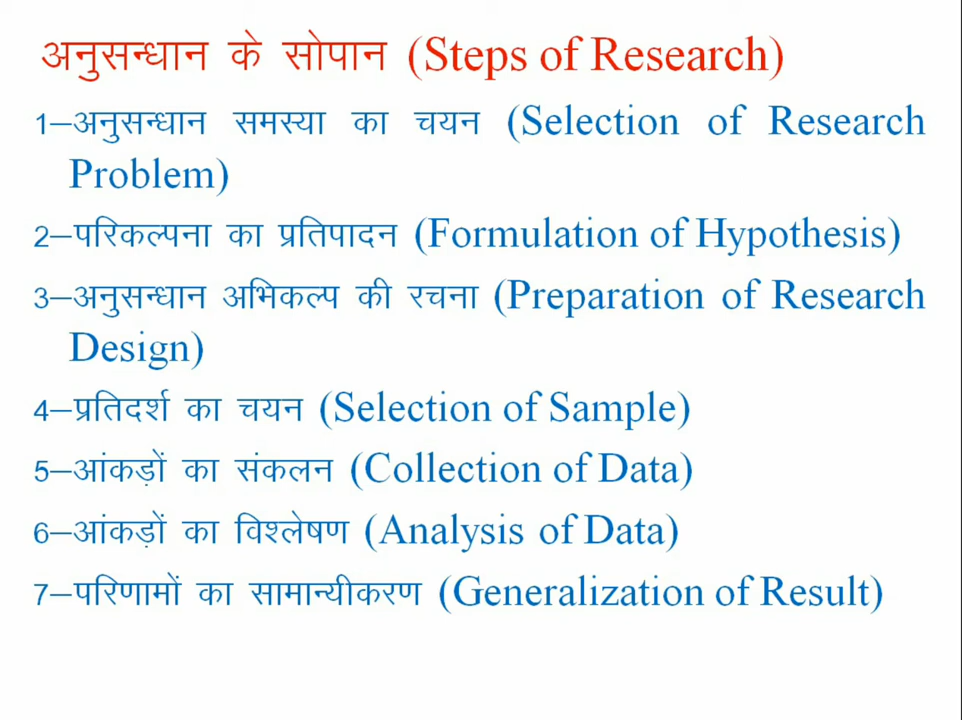 अनुसन्धान के सोपान (Steps of Research)
1–अनुसन्धान समस्या का चयन (Selection of Research
Problem)
2–परिकल्पना का प्रतिपादन (Formulation of Hypothesis)
3–अनुसन्धान अभिकल्प की रचना (Preparation of Research
Design)
4–प्रतिदर्श का चयन (Selection of Sample)
5–आंकड़ों का संकलन (Collection of Data)
6–आंकड़ों का विश्लेषण (Analysis of Data)
7–परिणामों का सामान्यीकरण (Generalization of Result)